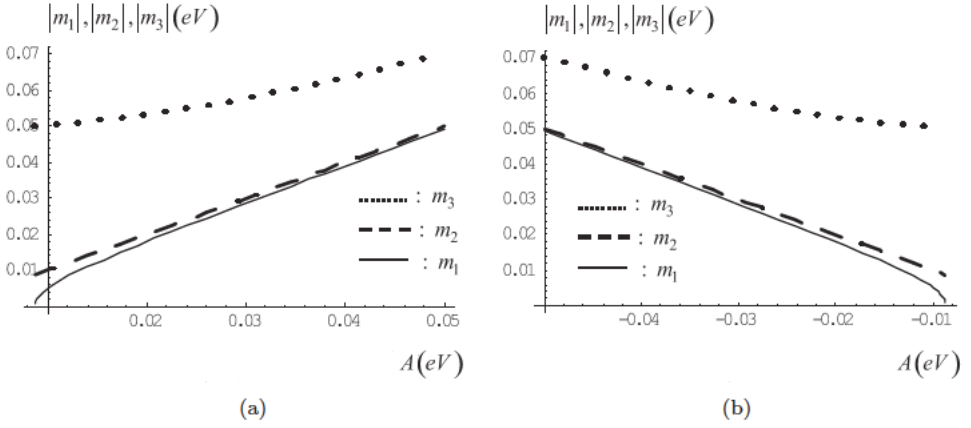 |m₁|,|m₂|,|m₃|(eV)
0.07
0.06
0.05
0.04
0.03
0.02
0.01
: m₃
: m₂
: m₁
0.02 0.03 0.04 0.05
A(eV)
(a)
|m₁|,|m₂|,|m₃|(eV)
0.07
0.06
0.05
0.04
0.03
0.02
0.01
: m₃
: m₂
: m₁
-0.04 -0.03 -0.02 -0.01
A(eV)
(b)